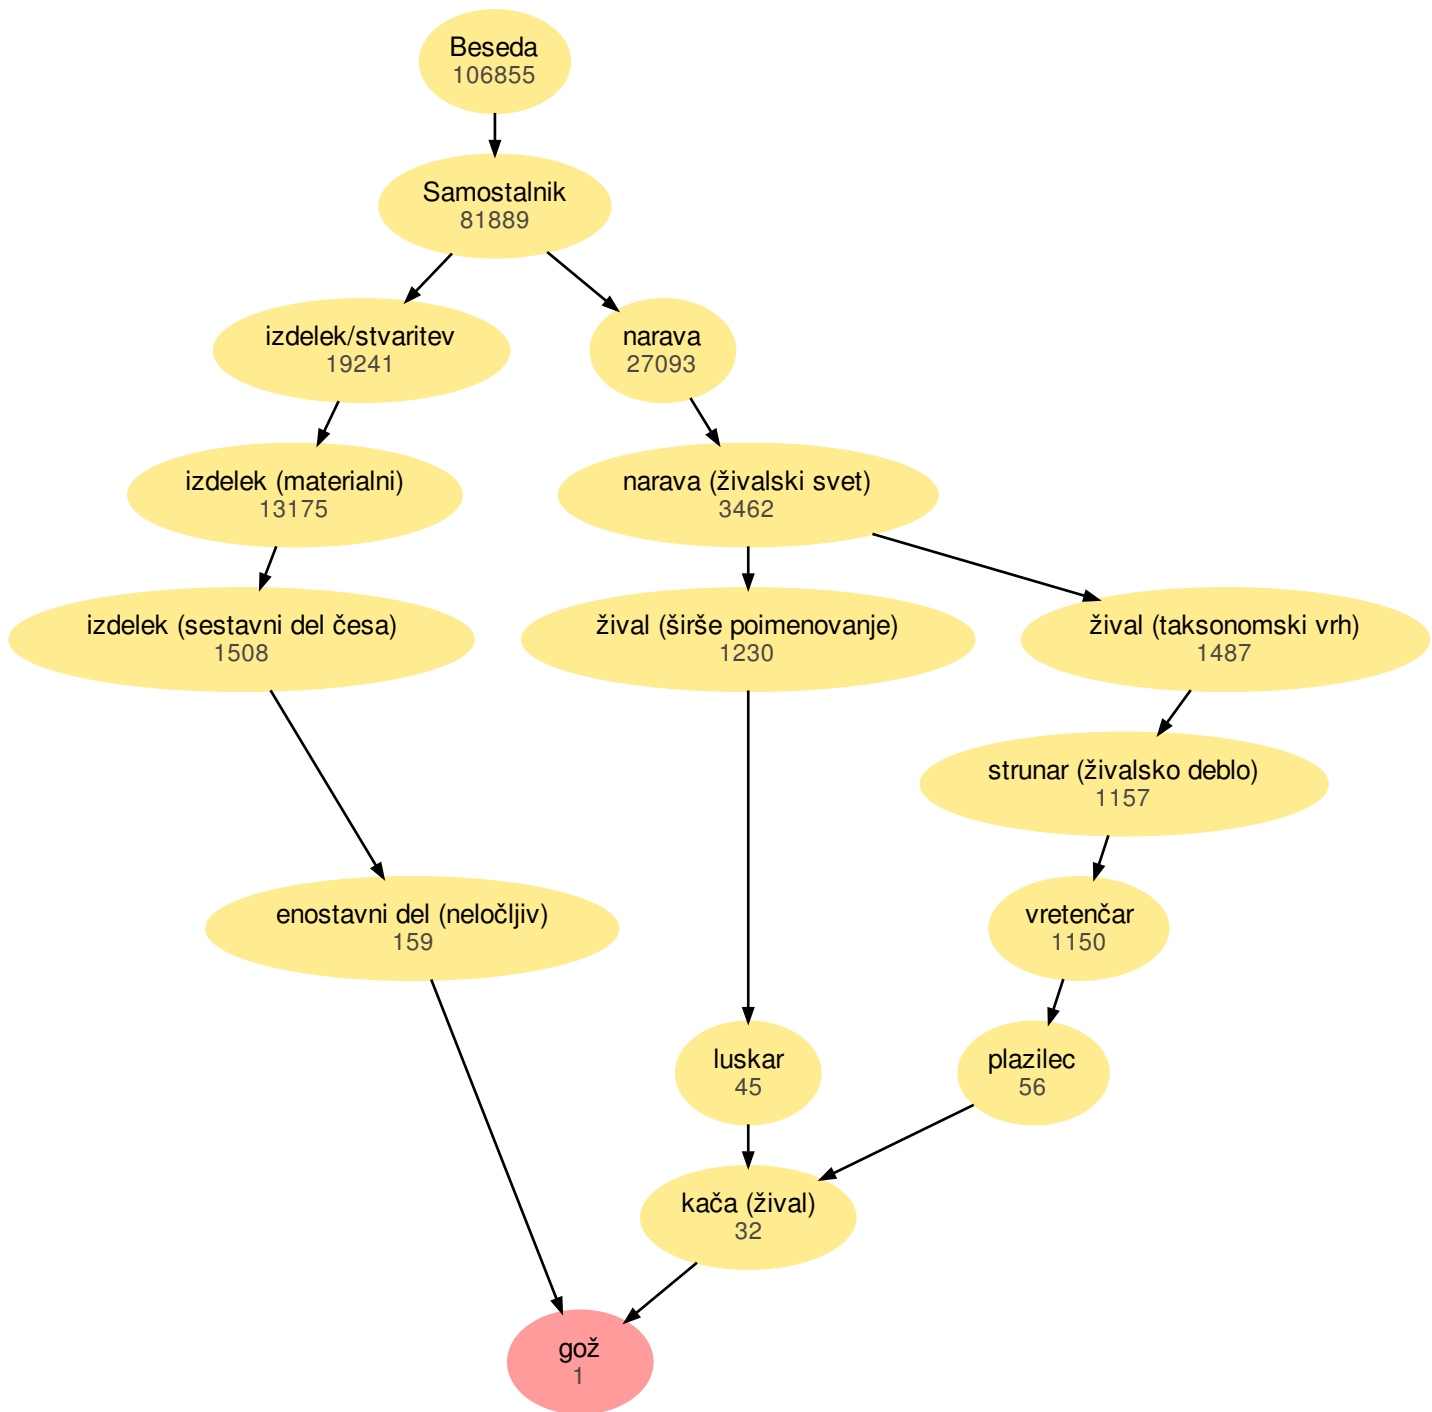 Beseda
106855
Samostalnik
81889
izdelek/stvaritev
19241
narava
27093
izdelek (materialni)
13175
narava (živalski svet)
3462
izdelek (sestavni del česa)
1508
žival (širše poimenovanje)
1230
žival (taksonomski vrh)
1487
strunar (živalsko deblo)
1157
enostavni del (neločljiv)
159
vretenčar
1150
luskar
45
plazilec
56
kača (žival)
32
gož
1